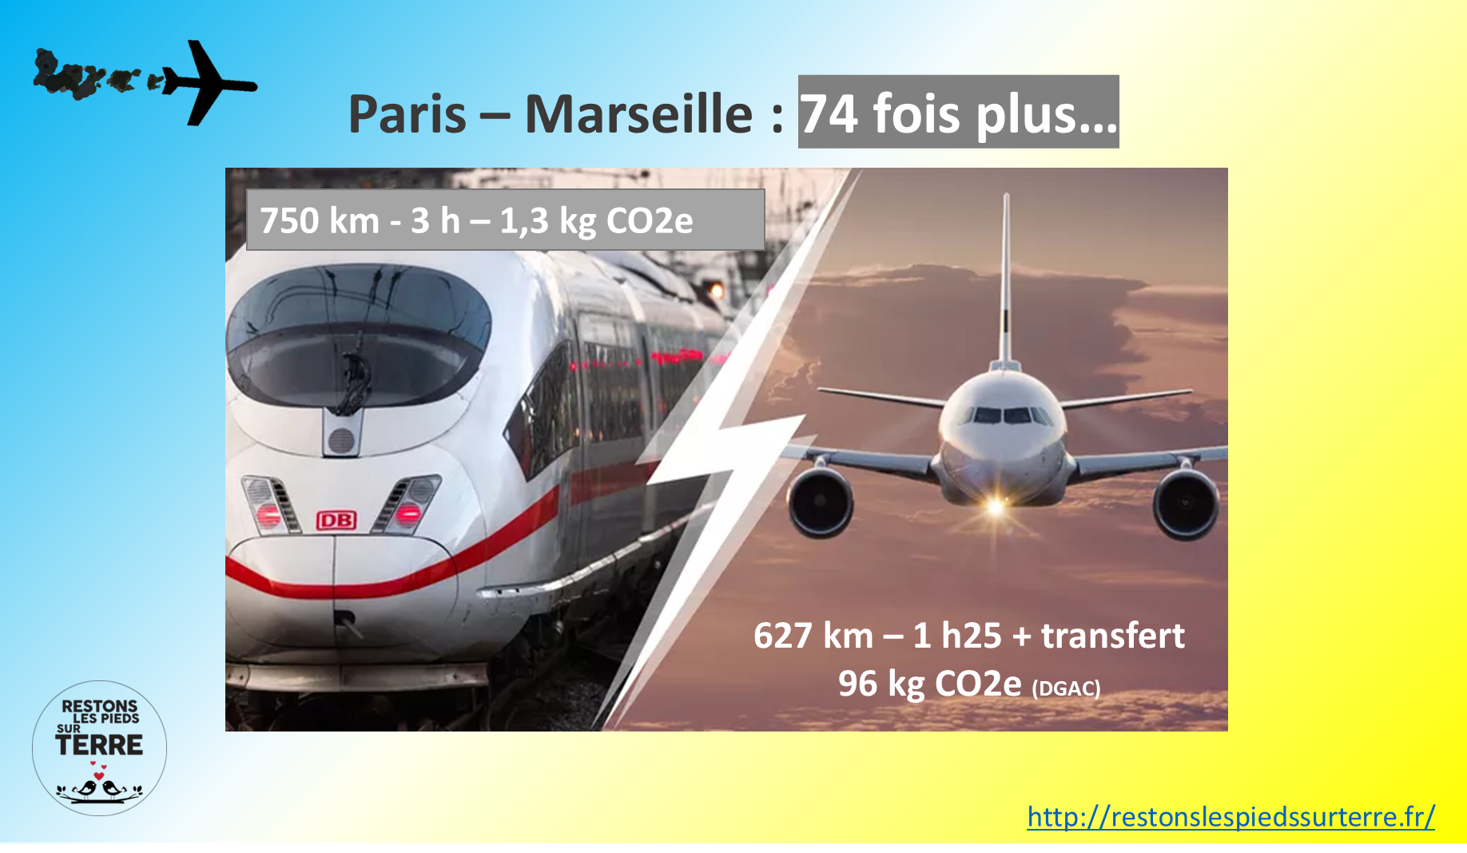 Paris – Marseille : 74 fois plus…
750 km - 3 h – 1,3 kg CO2e
DB
627 km – 1 h25 + transfert
96 kg CO2e (DGAC)
RESTONS
LES PIEDS
SUR
TERRE
http://restonslespiedssurterre.fr/